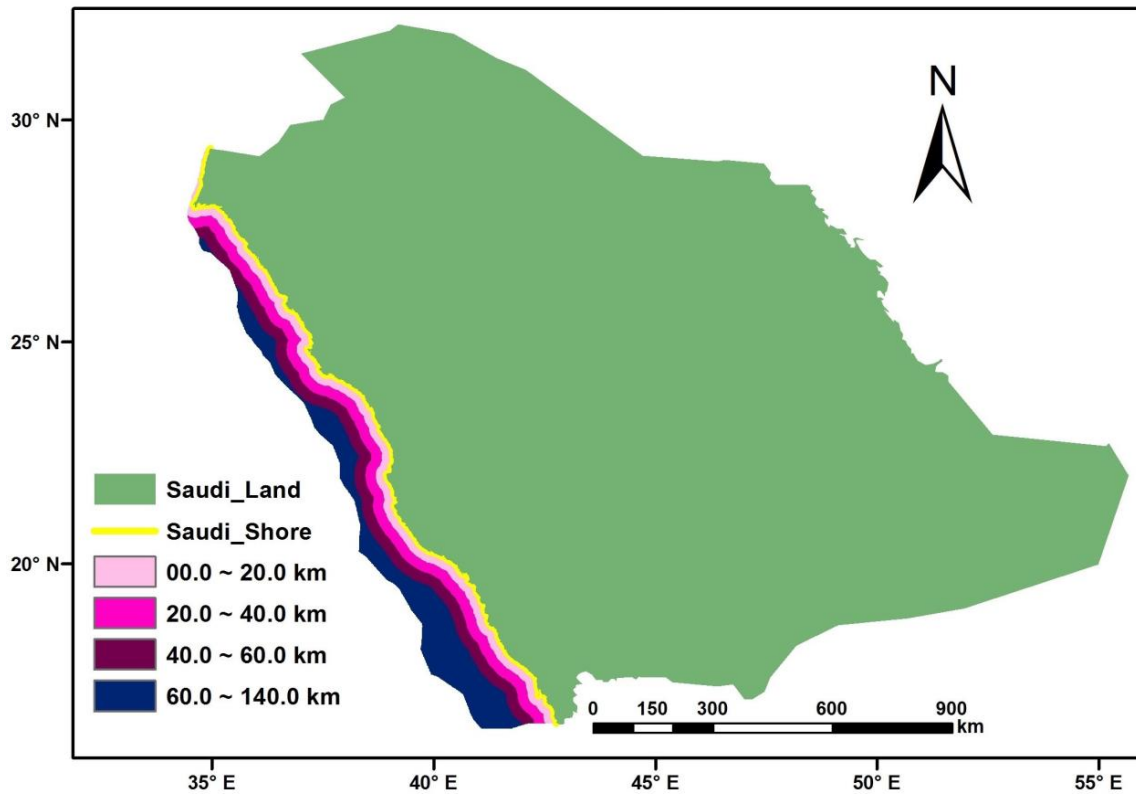 N
30° N
25° N
20° N
Saudi_Land
Saudi_Shore
00.0 ~ 20.0 km
20.0 ~ 40.0 km
40.0 ~ 60.0 km
60.0 ~ 140.0 km
0 150 300 600 900
km
35° E 40° E 45° E 50° E 55° E